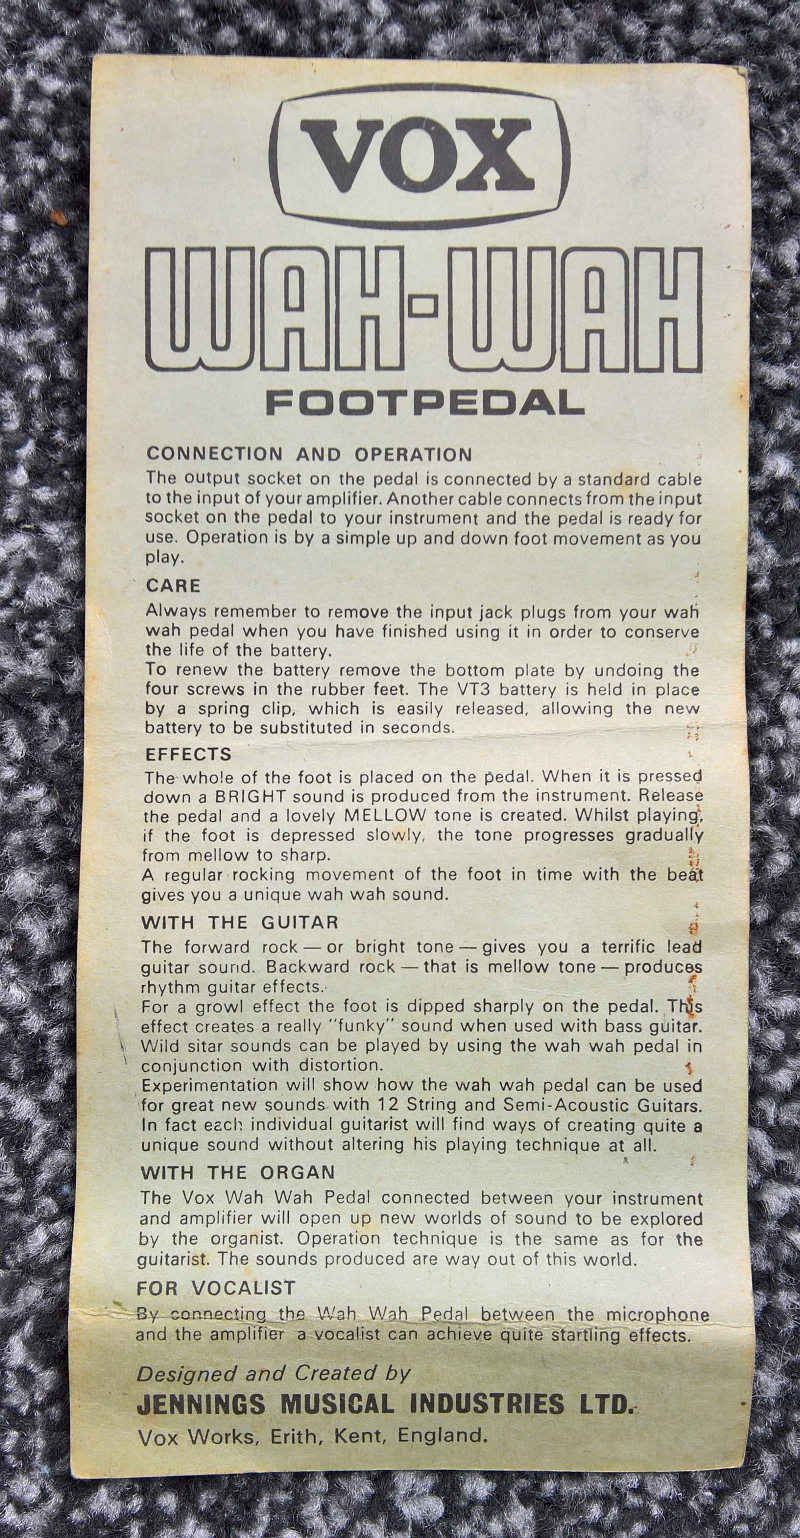 VOX
WAH-WAH
FOOTPEDAL
CONNECTION AND OPERATION
The output socket on the pedal is connected by a standard cable
to the input of your amplifier. Another cable connects from the input
socket on the pedal to your instrument and the pedal is ready for
use. Operation is by a simple up and down foot movement as you
play.
CARE
Always remember to remove the input jack plugs from your wah
wah pedal when you have finished using it in order to conserve
the life of the battery.
To renew the battery remove the bottom plate by undoing the
four screws in the rubber feet. The VT3 battery is held in place
by a spring clip, which is easily released, allowing the new
battery to be substituted in seconds.
EFFECTS
The whole of the foot is placed on the pedal. When it is pressed
down a BRIGHT sound is produced from the instrument. Release
the pedal and a lovely MELLOW tone is created. Whilst playing,
if the foot is depressed slowly, the tone progresses gradually
from mellow to sharp.
A regular rocking movement of the foot in time with the beat
gives you a unique wah wah sound.
WITH THE GUITAR
The forward rock — or bright tone — gives you a terrific lead
guitar sound. Backward rock — that is mellow tone — produces
rhythm guitar effects.
For a growl effect the foot is dipped sharply on the pedal. This
effect creates a really "funky" sound when used with bass guitar.
Wild sitar sounds can be played by using the wah wah pedal in
conjunction with distortion.
Experimentation will show how the wah wah pedal can be used
for great new sounds with 12 String and Semi-Acoustic Guitars.
In fact each individual guitarist will find ways of creating quite a
unique sound without altering his playing technique at all.
WITH THE ORGAN
The Vox Wah Wah Pedal connected between your instrument
and amplifier will open up new worlds of sound to be explored
by the organist. Operation technique is the same as for the
guitarist. The sounds produced are way out of this world.
FOR VOCALIST
By connecting the Wah Wah Pedal between the microphone
and the amplifier a vocalist can achieve quite startling effects.
Designed and Created by
JENNINGS MUSICAL INDUSTRIES LTD.
Vox Works, Erith, Kent, England.